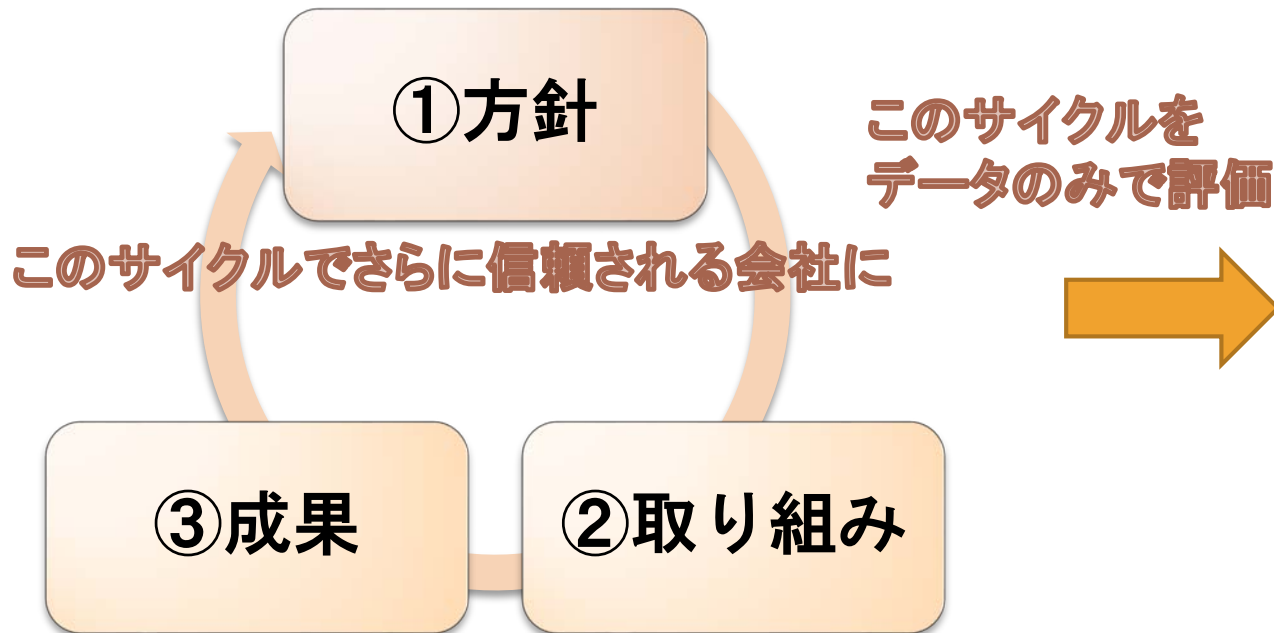 ①方針
このサイクルを
データのみで評価
このサイクルでさらに信頼される会社に
③成果
②取り組み